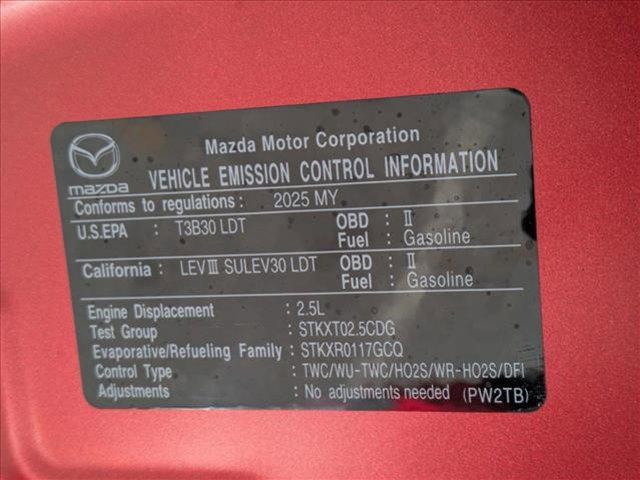 Mazda Motor Corporation
mazda VEHICLE EMISSION CONTROL INFORMATION
Conforms to regulations : 2025 MY
U.S.EPA : T3B30 LDT OBD : II
Fuel : Gasoline
California : LEVIII SULEV30 LDT OBD : II
Fuel : Gasoline
Engine Displacement : 2.5L
Test Group : STKXT02.5CDG
Evaporative/Refueling Family : STKXR0117GCQ
Control Type : TWC/WU-TWC/HO2S/WR-HO2S/DFI
Adjustments : No adjustments needed (PW2TB)